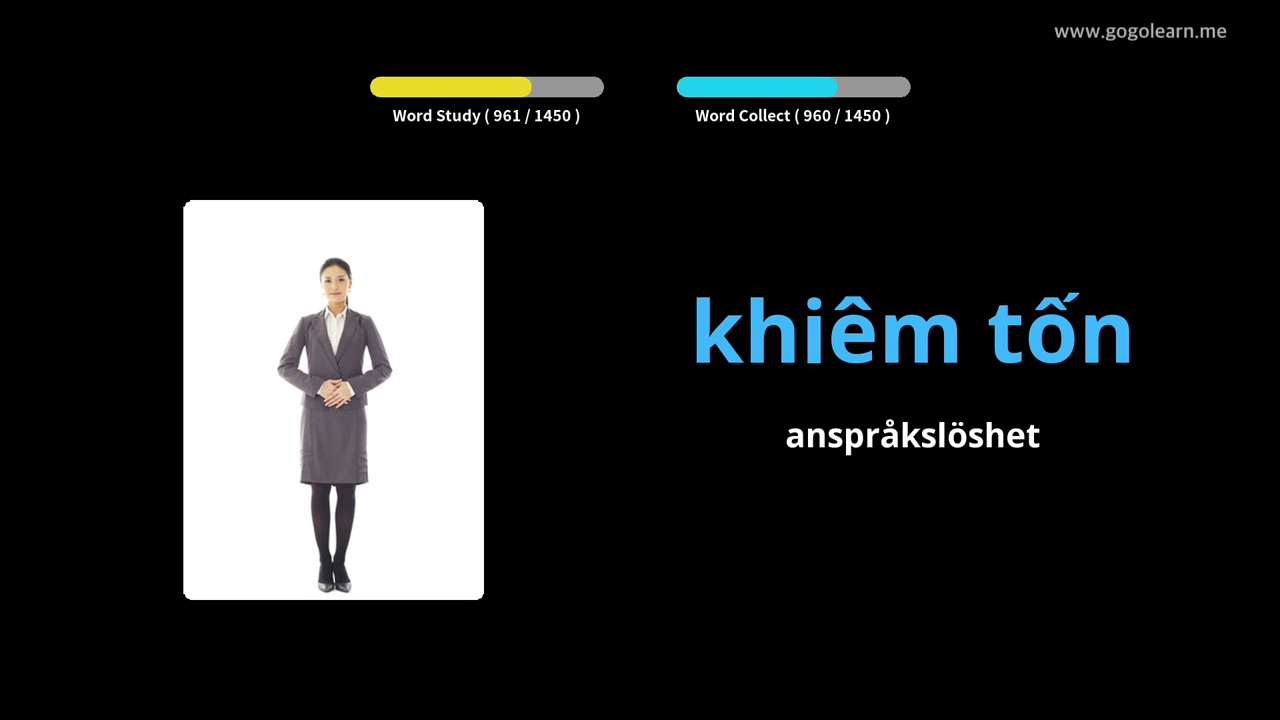 www.gogolearn.me
Word Study ( 961 / 1450 )
Word Collect ( 960 / 1450 )
khiêm tốn
anspråkslöshet